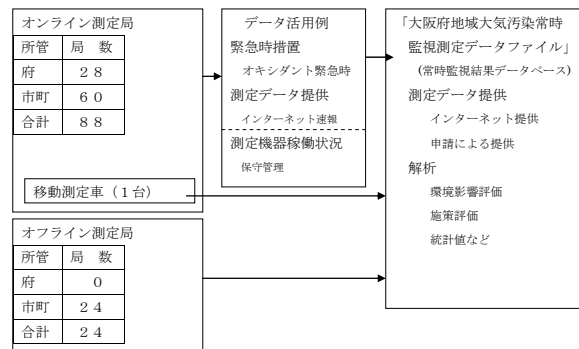 オンライン測定局
所管 局 数
府 28
市町 60
合計 88
移動測定車（1台）
オフライン測定局
所管 局 数
府 0
市町 24
合計 24
データ活用例
緊急時措置
オキシダント緊急時
測定データ提供
インターネット速報
測定機器稼働状況
保守管理
「大阪府地域大気汚染常時
監視測定データファイル」
(常時監視結果データベース)
測定データ提供
インターネット提供
申請による提供
解析
環境影響評価
施策評価
統計値など